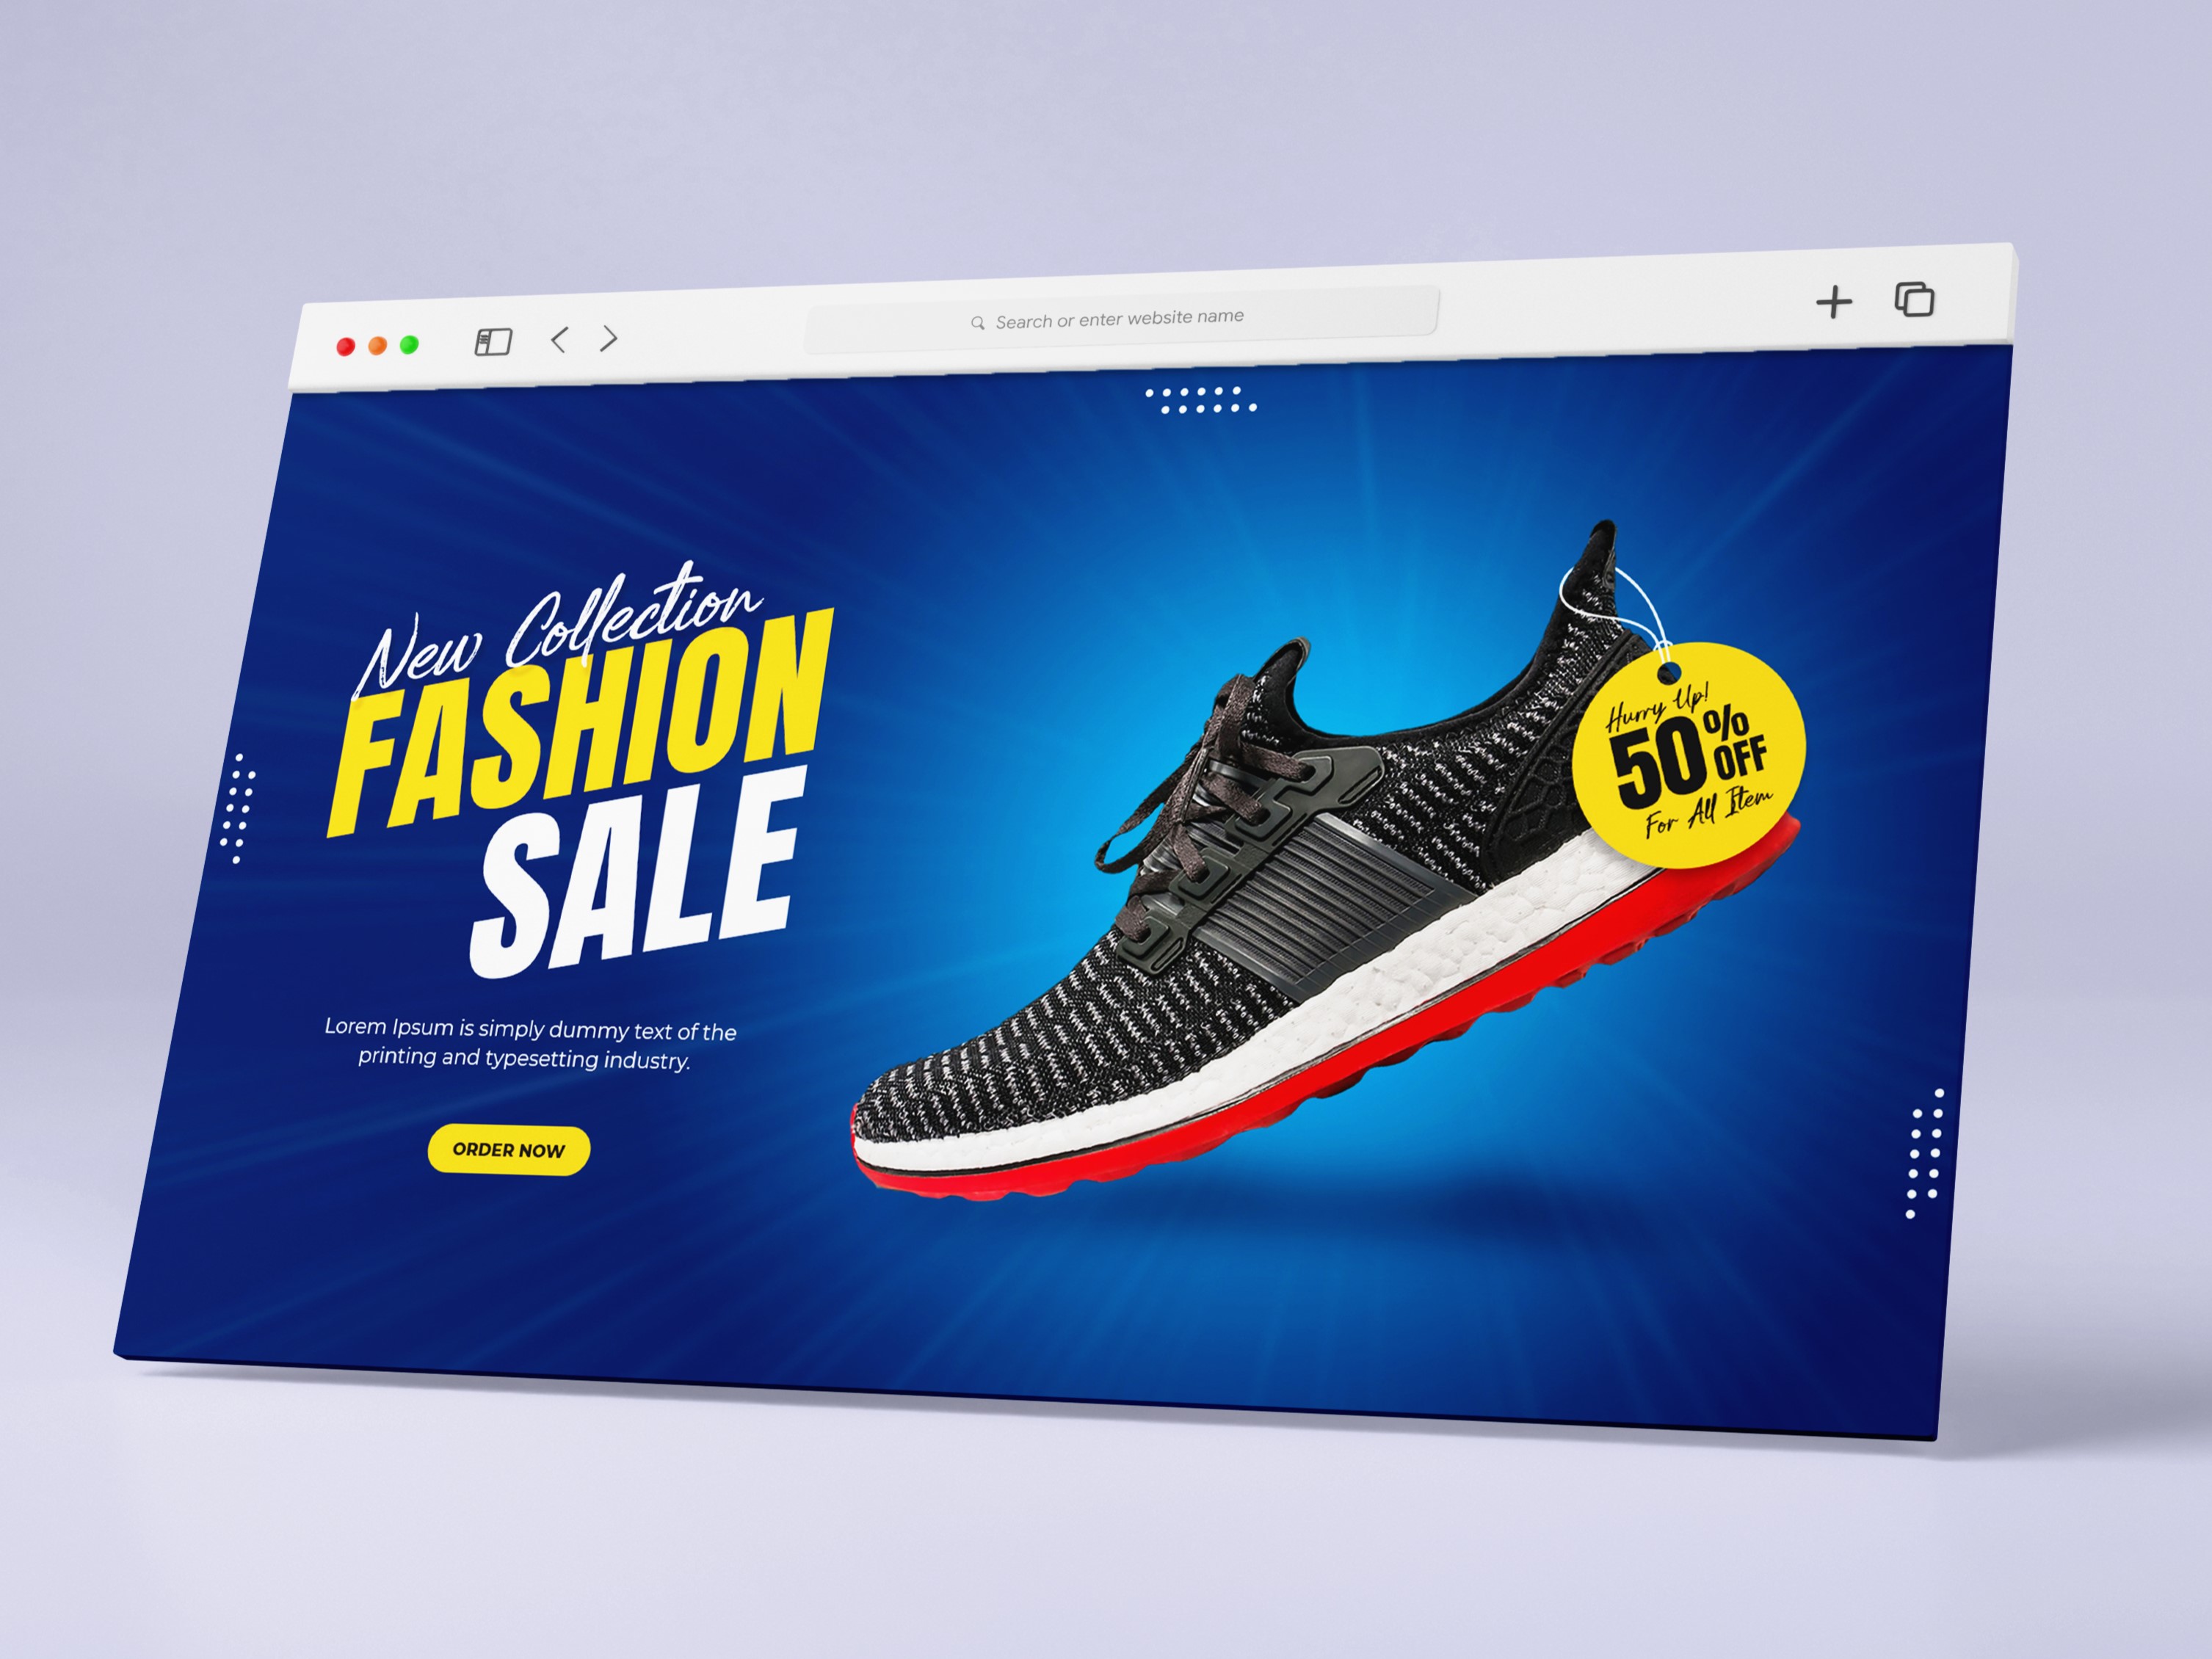 Search or enter website name
New Collection
FASHION
SALE
Lorem Ipsum is simply dummy text of the
printing and typesetting industry.
ORDER NOW
Hurry Up!
50% OFF
For All Item